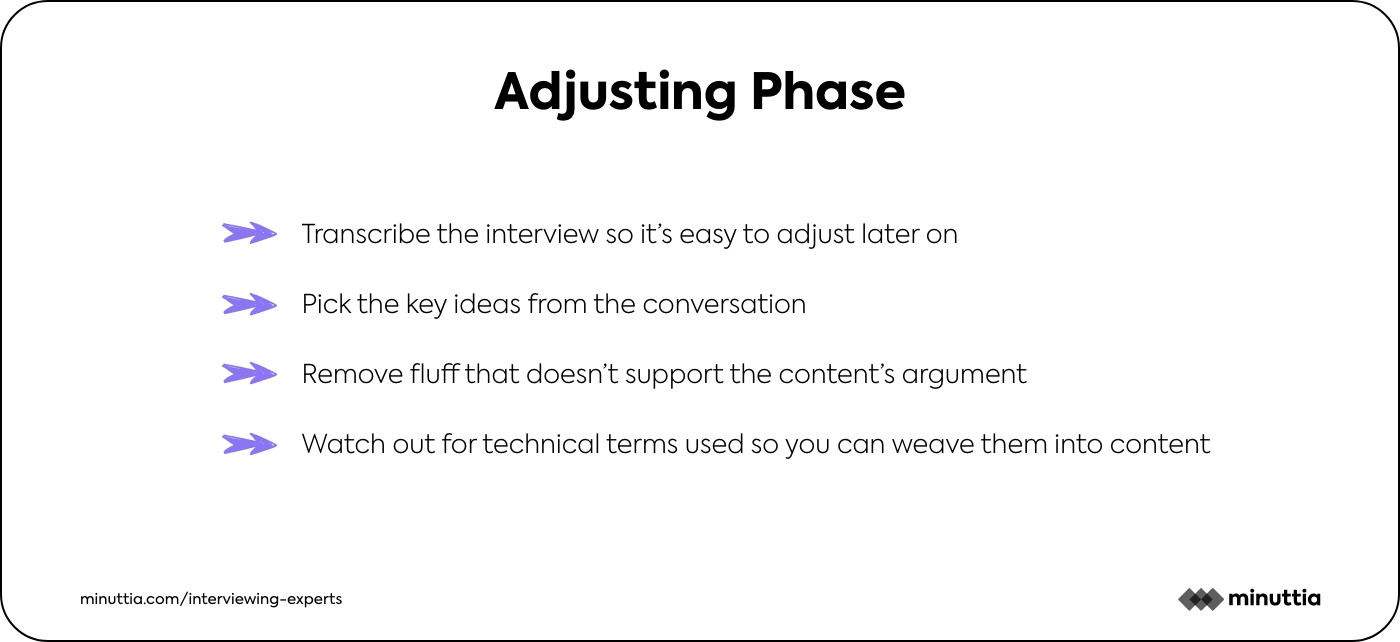 Adjusting Phase
Transcribe the interview so it’s easy to adjust later on
Pick the key ideas from the conversation
Remove fluff that doesn’t support the content’s argument
Watch out for technical terms used so you can weave them into content
minuttia.com/interviewing-experts
minuttia